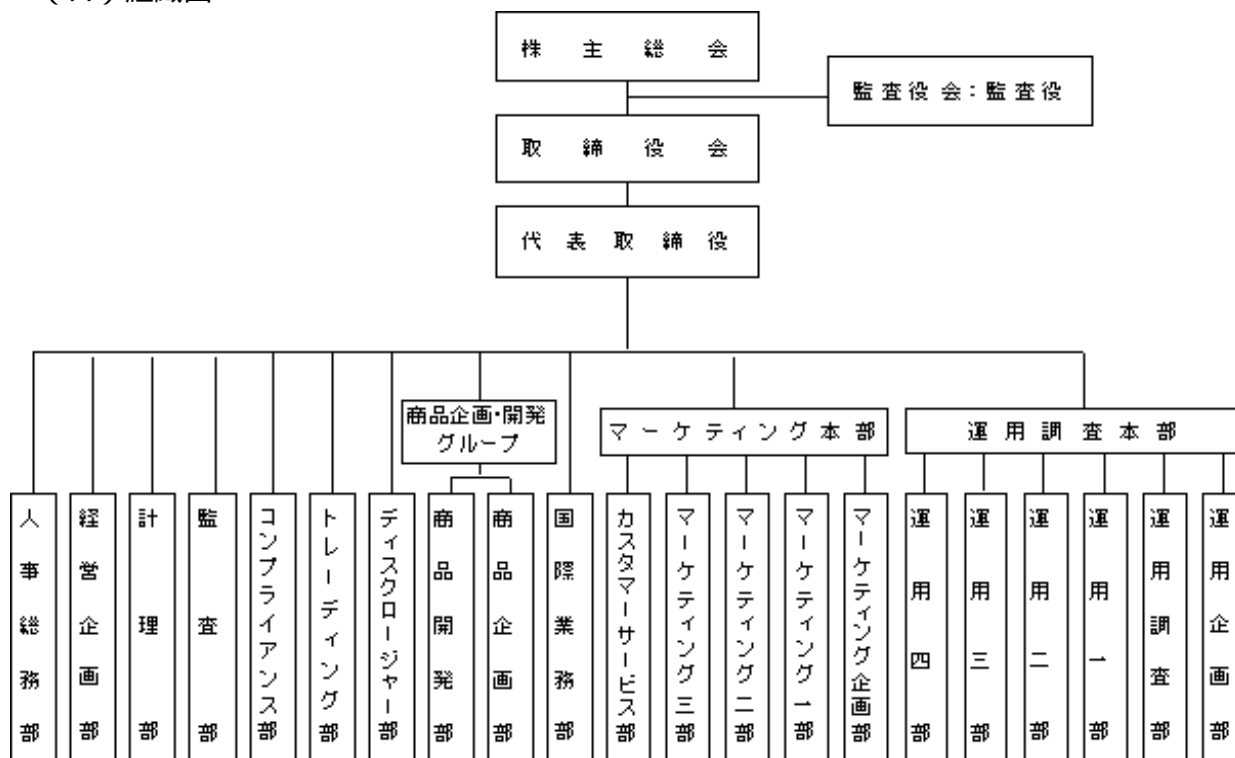 株主総会
監査役会：監査役
取締役会
代表取締役
商品企画・開発
グループ
マーケティング本部
運用調査本部
人事総務部
経営企画部
計理部
監査部
コンプライアンス部
トレーディング部
ディスクロージャー部
商品開発部
商品企画部
国際業務部
カスタマーサービス部
マーケティング三部
マーケティング二部
マーケティング一部
マーケティング企画部
運用四部
運用三部
運用二部
運用一部
運用調査部
運用企画部